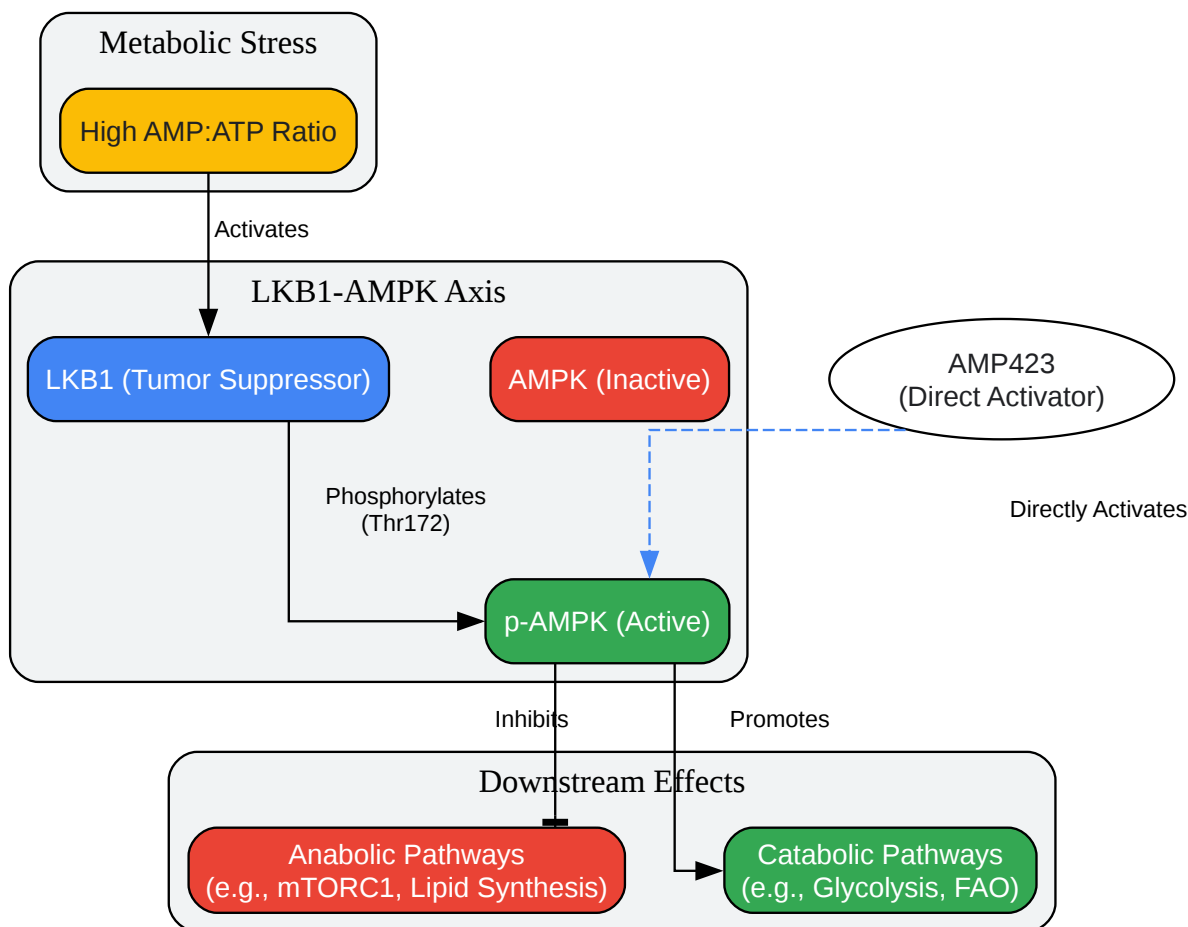 Metabolic Stress
High AMP:ATP Ratio
Activates
LKB1-AMPK Axis
LKB1 (Tumor Suppressor)
AMPK (Inactive)
AMP423
(Direct Activator)
Phosphorylates
(Thr172)
Directly Activates
p-AMPK (Active)
Inhibits
Promotes
Downstream Effects
Anabolic Pathways
(e.g., mTORC1, Lipid Synthesis)
Catabolic Pathways
(e.g., Glycolysis, FAO)